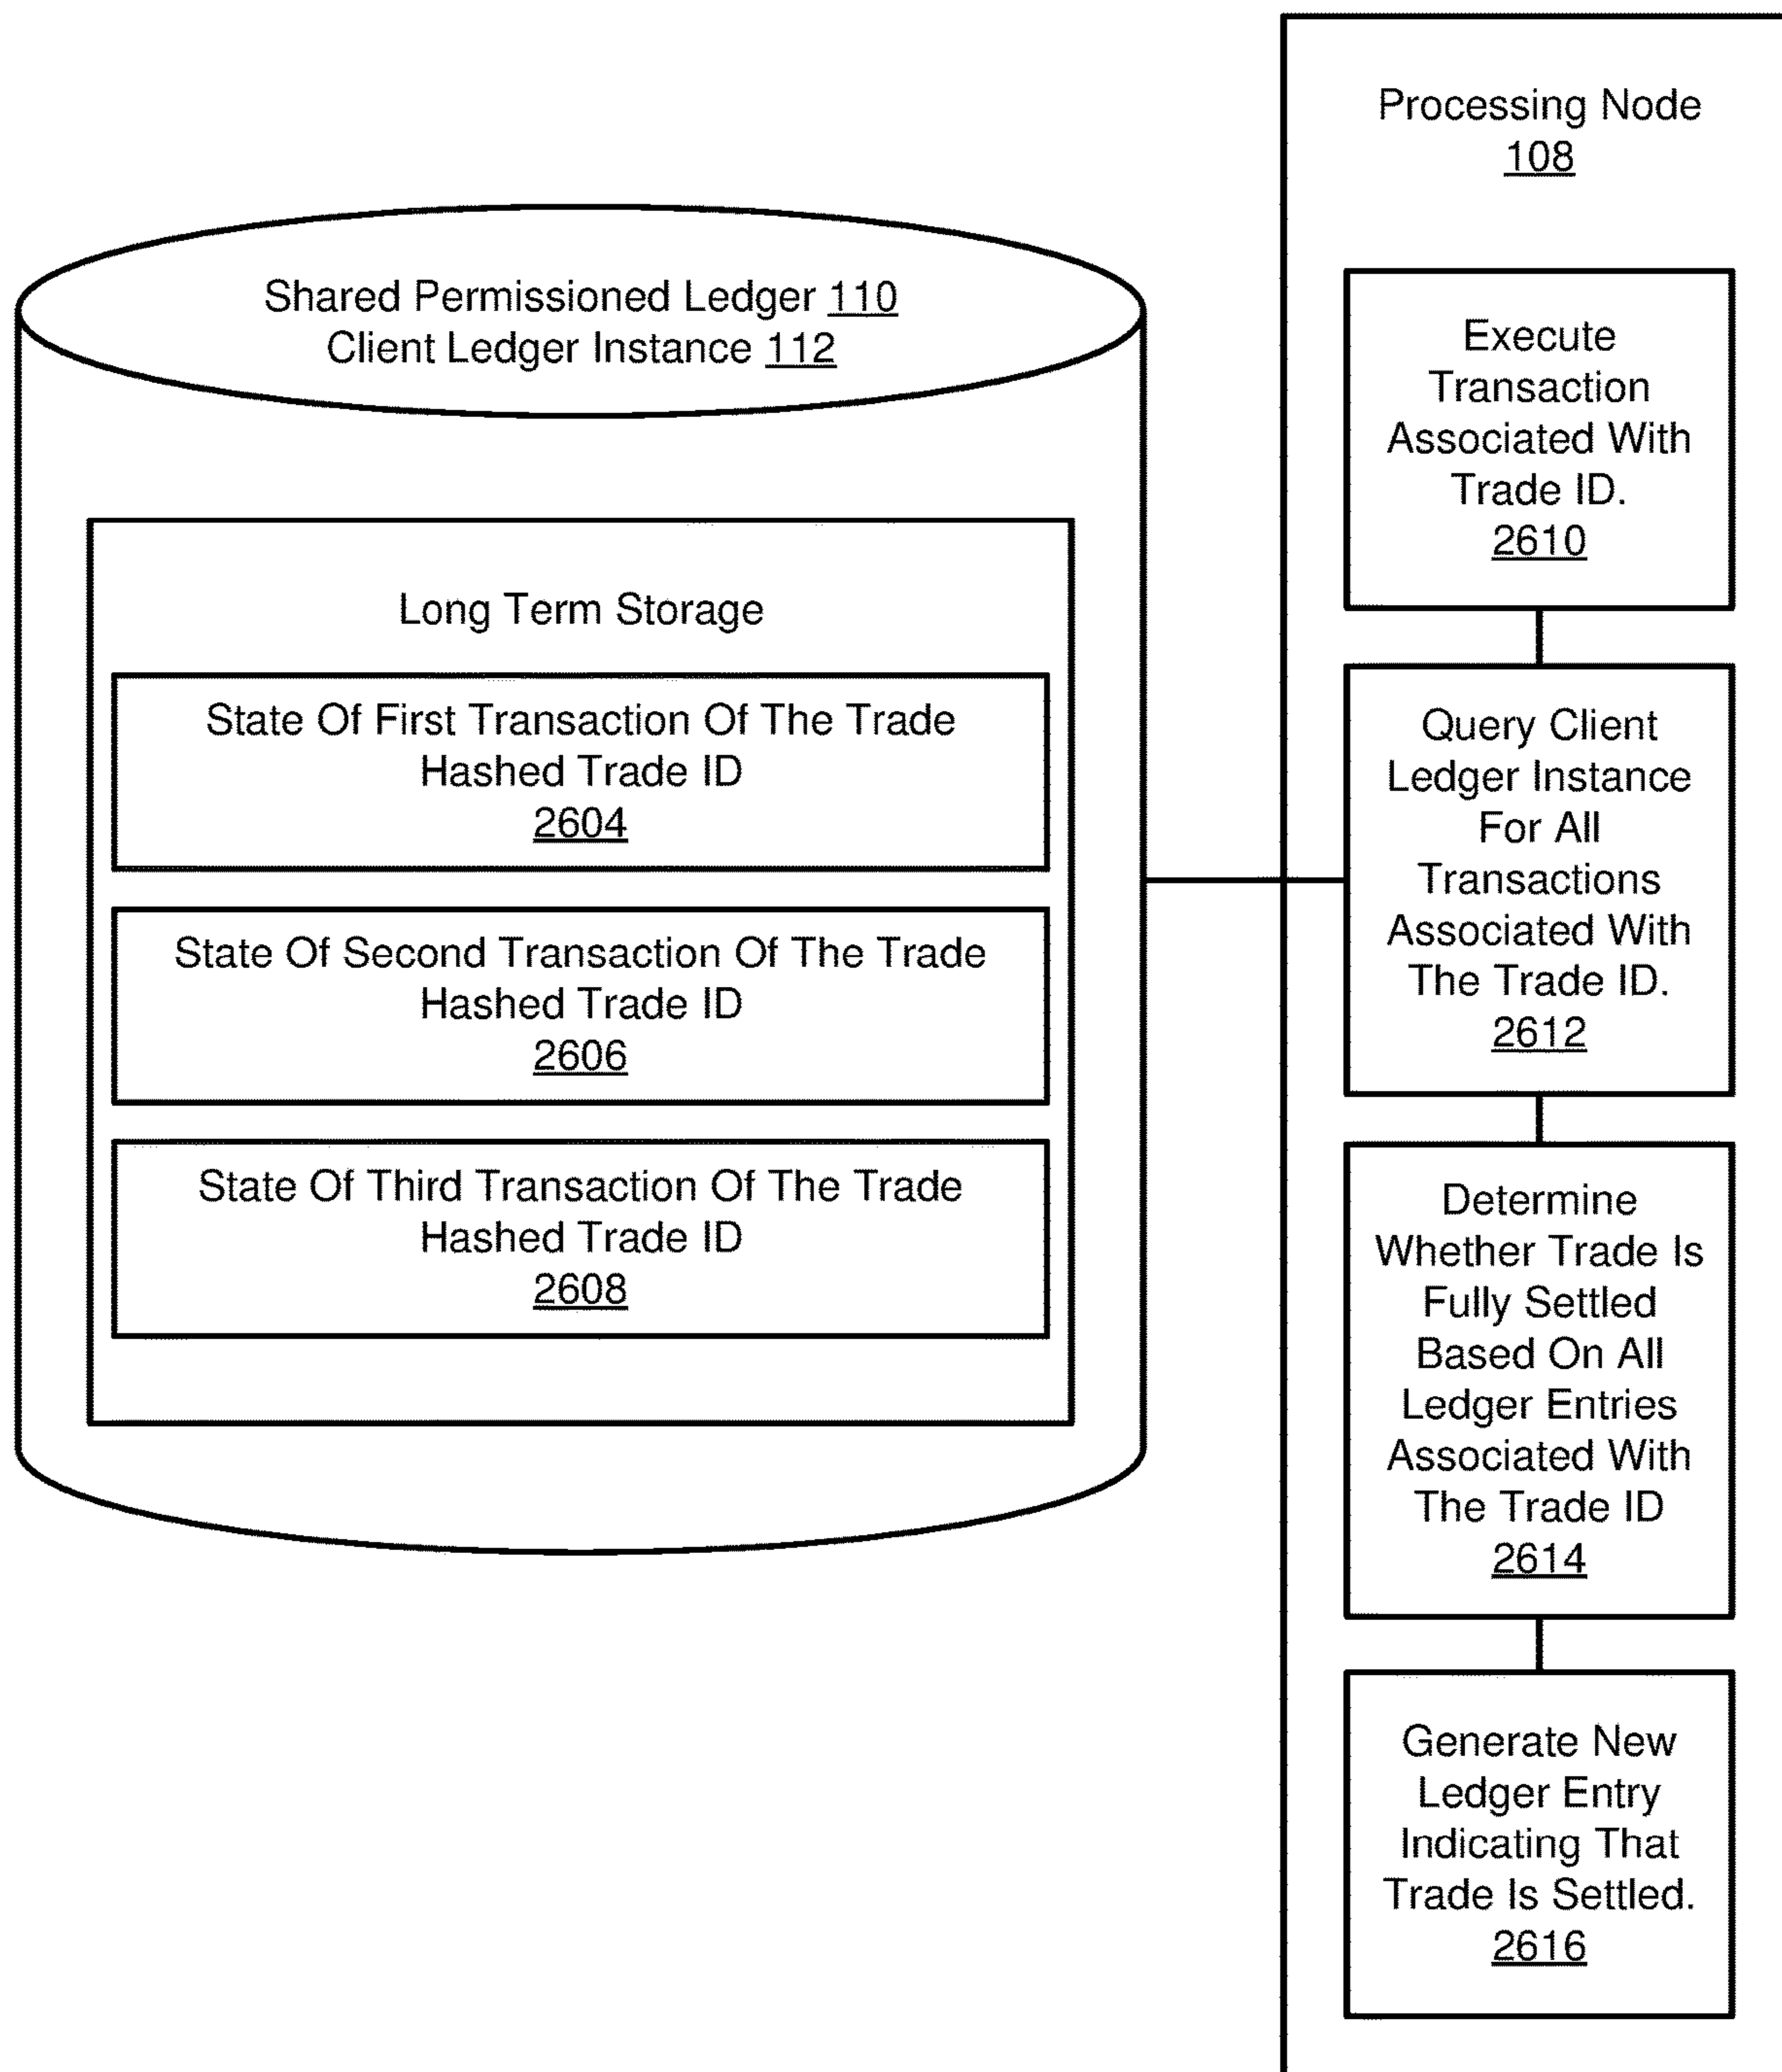 Shared Permissioned Ledger 110
Client Ledger Instance 112
Long Term Storage
State Of First Transaction Of The Trade
Hashed Trade ID
2604
State Of Second Transaction Of The Trade
Hashed Trade ID
2606
State Of Third Transaction Of The Trade
Hashed Trade ID
2608
Processing Node
108
Execute
Transaction
Associated With
Trade ID.
2610
Query Client
Ledger Instance
For All
Transactions
Associated With
The Trade ID.
2612
Determine
Whether Trade Is
Fully Settled
Based On All
Ledger Entries
Associated With
The Trade ID
2614
Generate New
Ledger Entry
Indicating That
Trade Is Settled.
2616